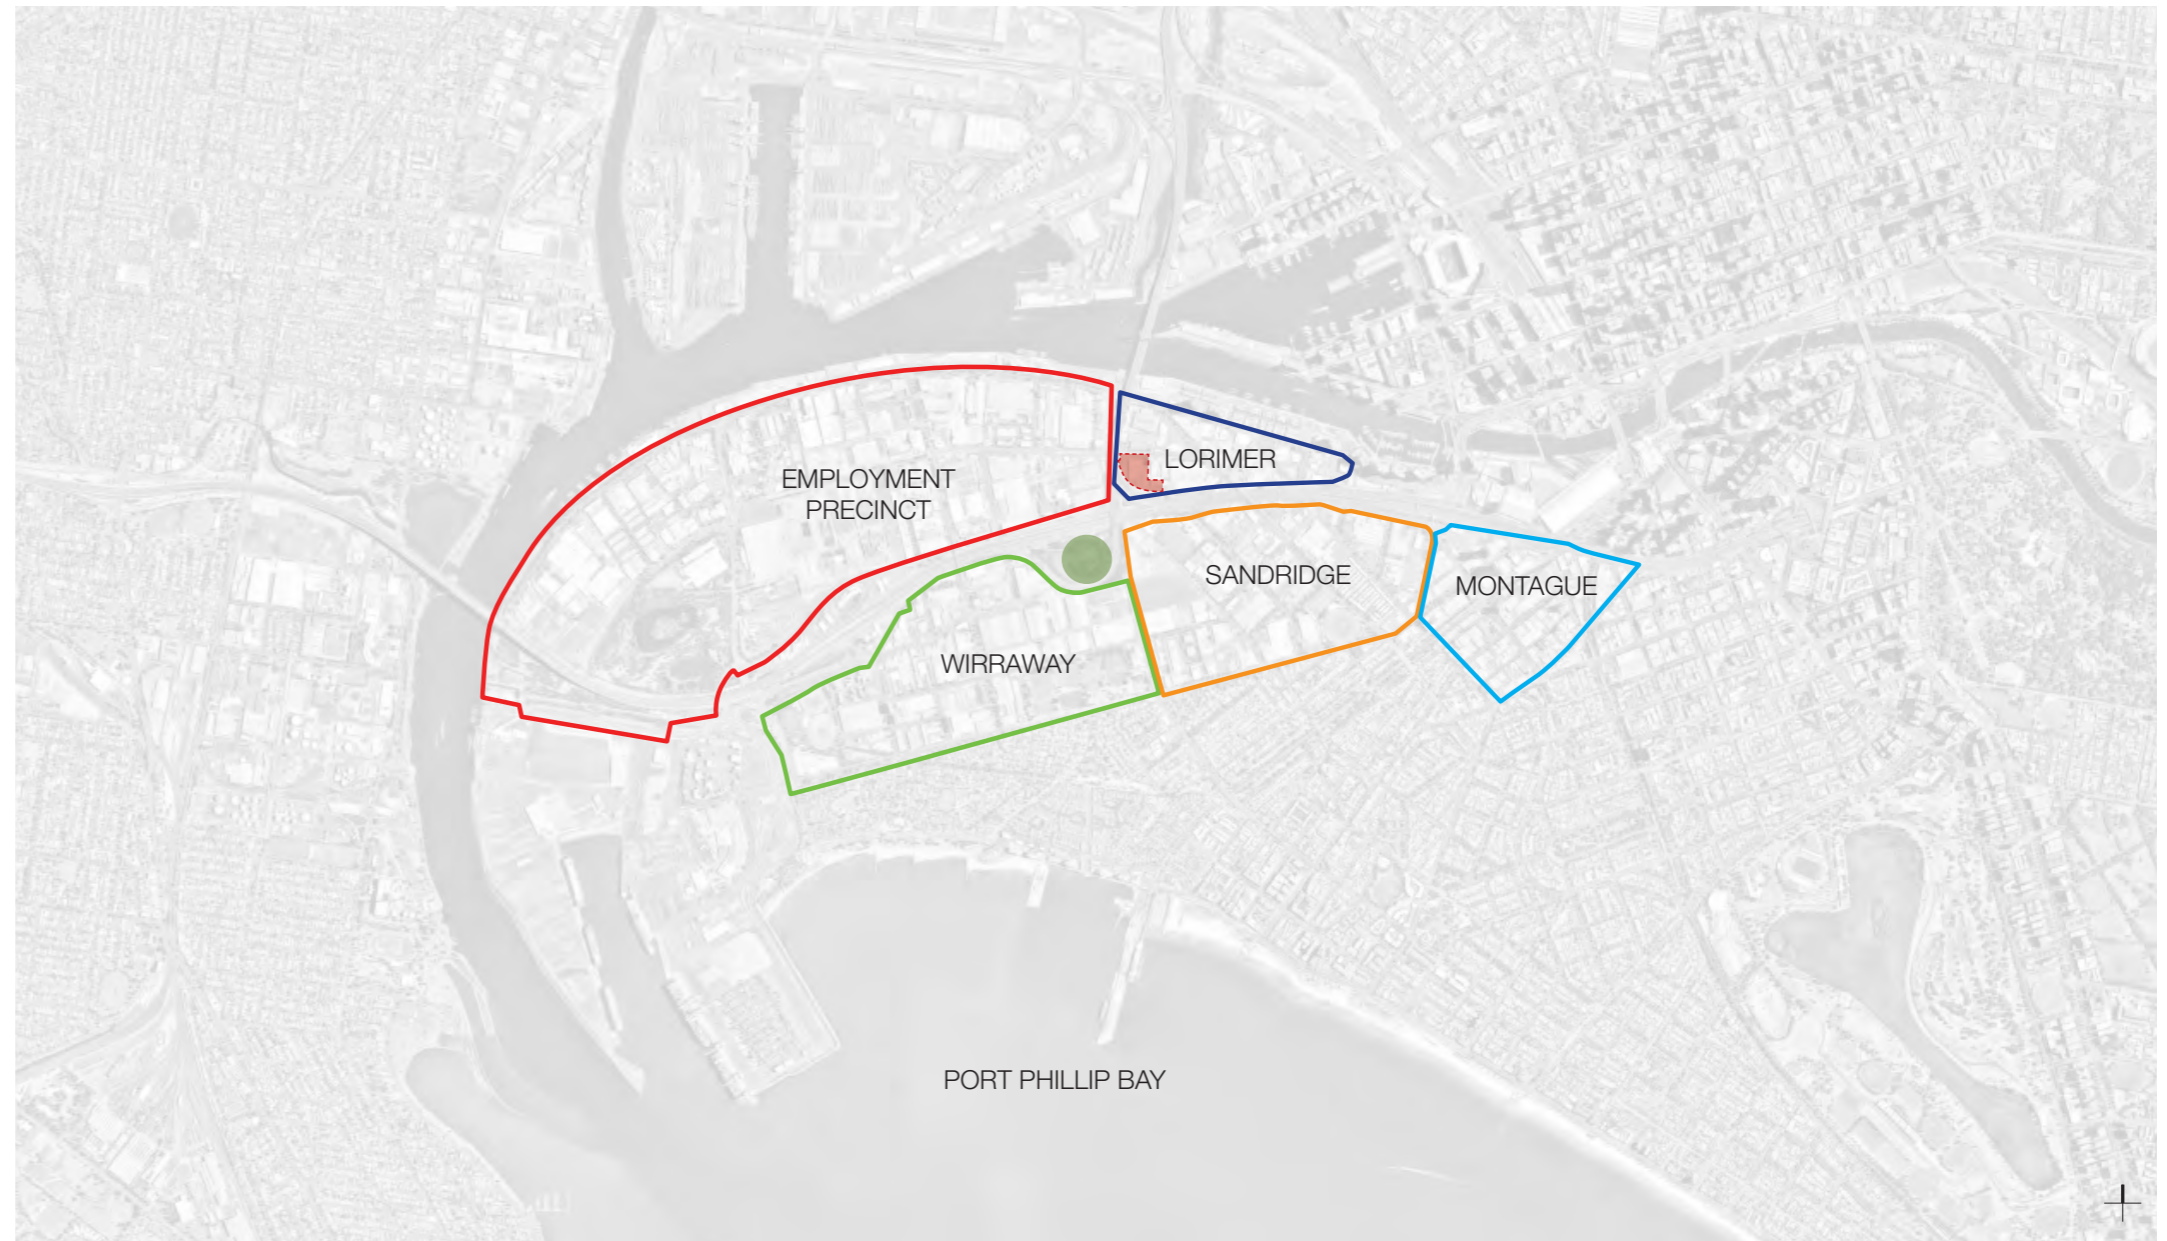 LORIMER
EMPLOYMENT
PRECINCT
SANDRIDGE
MONTAGUE
WIRRAWAY
PORT PHILLIP BAY